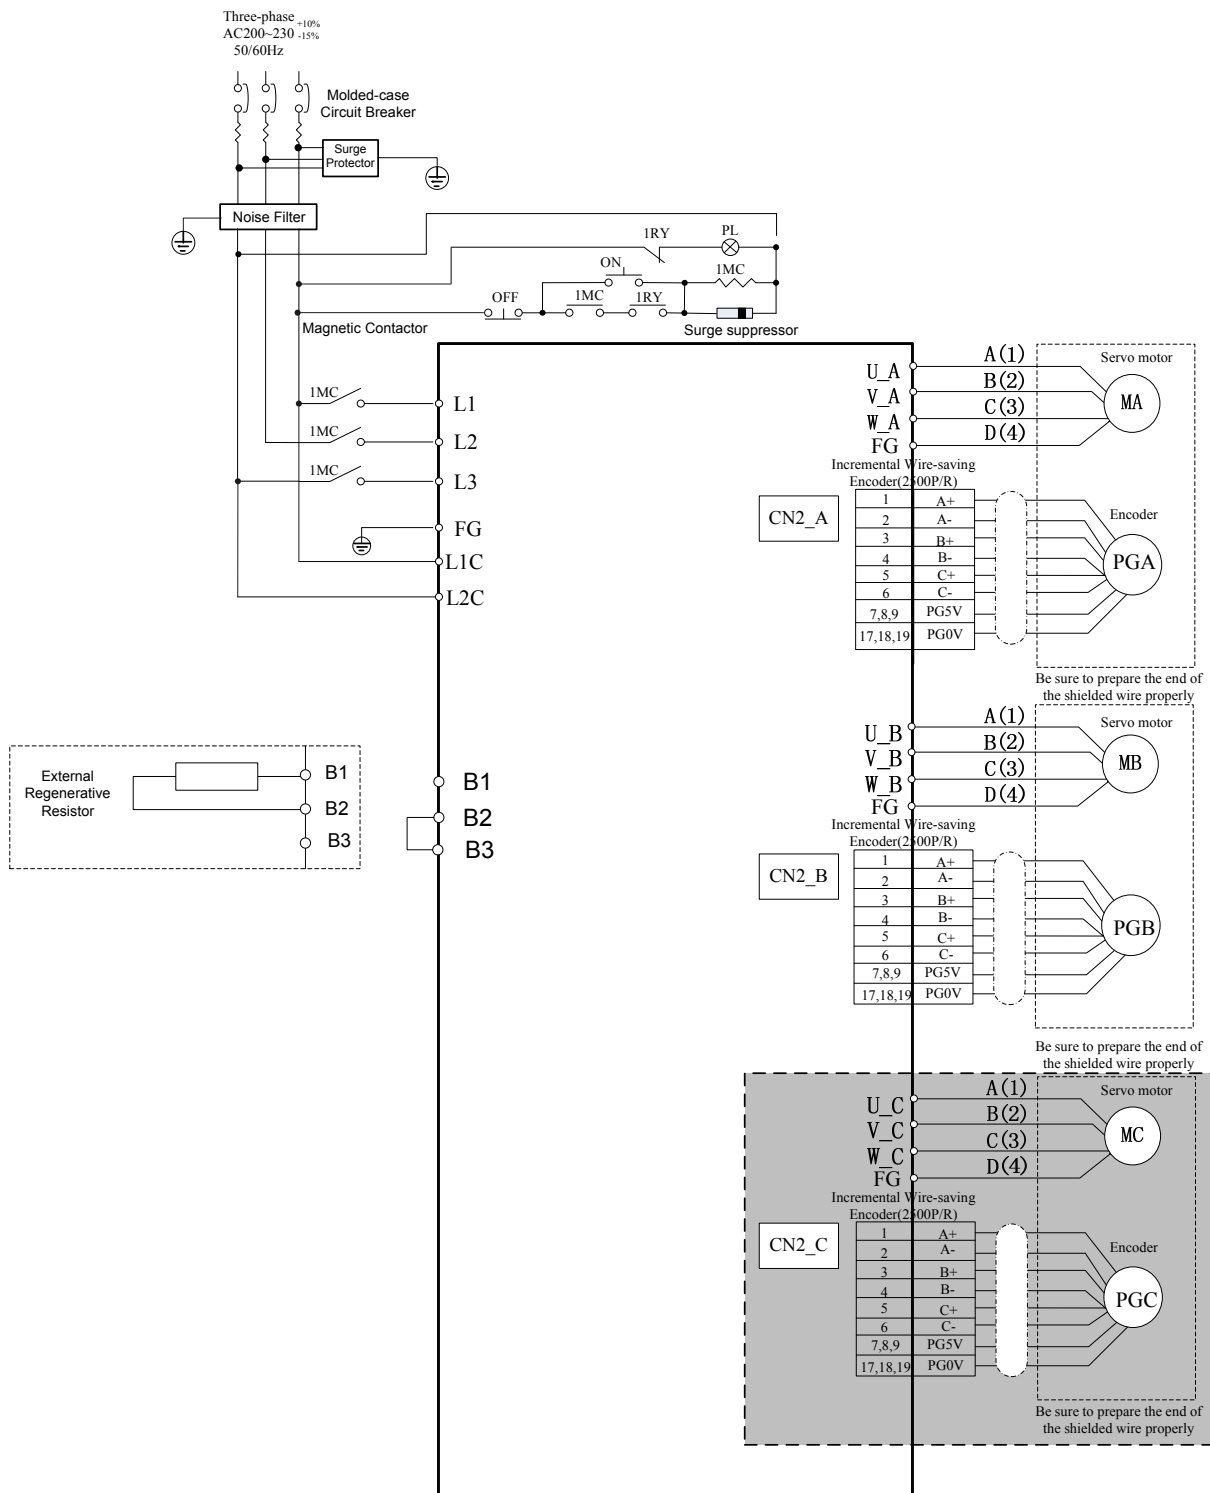 Three-phase
AC200~230 +10% -15%
50/60Hz
Molded-case
Circuit Breaker
Surge
Protector
Noise Filter
1RY
PL
ON
1MC
OFF
1MC
1RY
Magnetic Contactor
Surge suppressor
1MC
L1
1MC
L2
1MC
L3
FG
L1C
L2C
External
Regenerative
Resistor
B1
B2
B3
B1
B2
B3
U_A
A(1)
V_A
B(2)
W_A
C(3)
FG
D(4)
Servo motor
MA
Incremental Wire-saving
Encoder(2500P/R)
CN2_A
1 A+
2 A-
3 B+
4 B-
5 C+
6 C-
7,8,9 PG5V
17,18,19 PG0V
Encoder
PGA
Be sure to prepare the end of
the shielded wire properly
U_B
A(1)
V_B
B(2)
W_B
C(3)
FG
D(4)
Servo motor
MB
Incremental Wire-saving
Encoder(2500P/R)
CN2_B
1 A+
2 A-
3 B+
4 B-
5 C+
6 C-
7,8,9 PG5V
17,18,19 PG0V
PGB
Be sure to prepare the end of
the shielded wire properly
U_C
A(1)
V_C
B(2)
W_C
C(3)
FG
D(4)
Servo motor
MC
Incremental Wire-saving
Encoder(2500P/R)
CN2_C
1 A+
2 A-
3 B+
4 B-
5 C+
6 C-
7,8,9 PG5V
17,18,19 PG0V
Encoder
PGC
Be sure to prepare the end of
the shielded wire properly